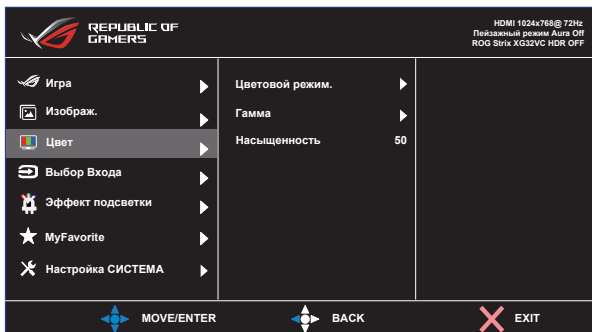 REPUBLIC OF
GAMERS
HDMI 1024x768@ 72Hz
Пейзажный режим Aura Off
ROG Strix XG32VC HDR OFF
Игра
Изображ.
Цвет
Выбор Входа
Эффект подсветки
MyFavorite
Настройка СИСТЕМА
Цветовой режим.
Гамма
Насыщенность 50
MOVE/ENTER
BACK
EXIT